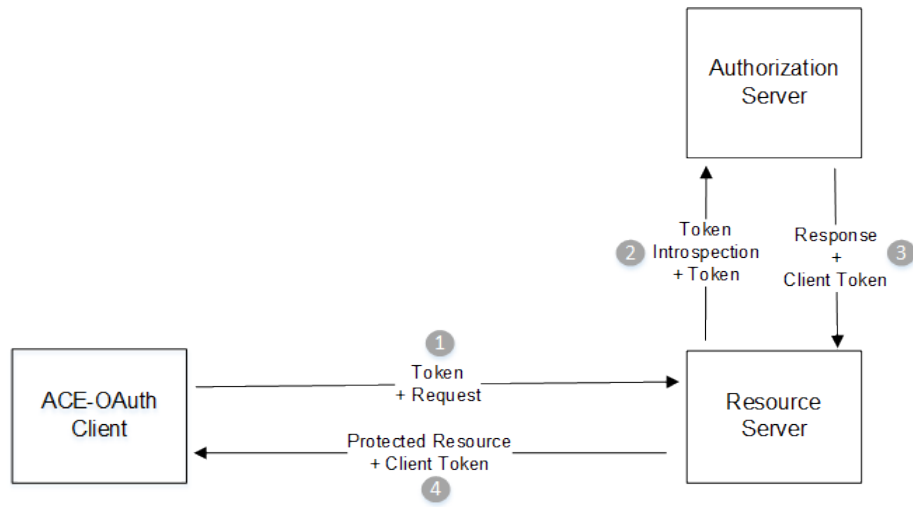 Authorization
Server
2
Token
Introspection
+ Token
Response
+
Client Token
3
1
Token
+ Request
ACE-OAuth
Client
Resource
Server
Protected Resource
+ Client Token
4